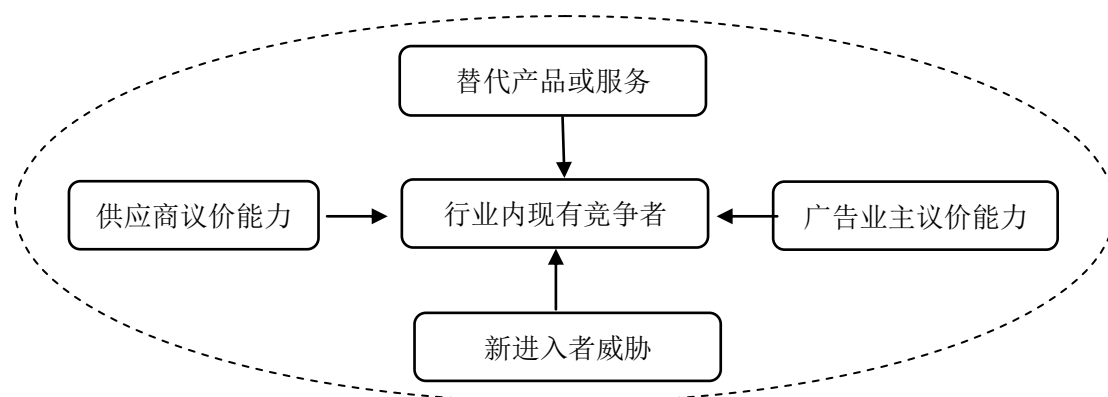 替代产品或服务
供应商议价能力
行业内现有竞争者
广告业主议价能力
新进入者威胁